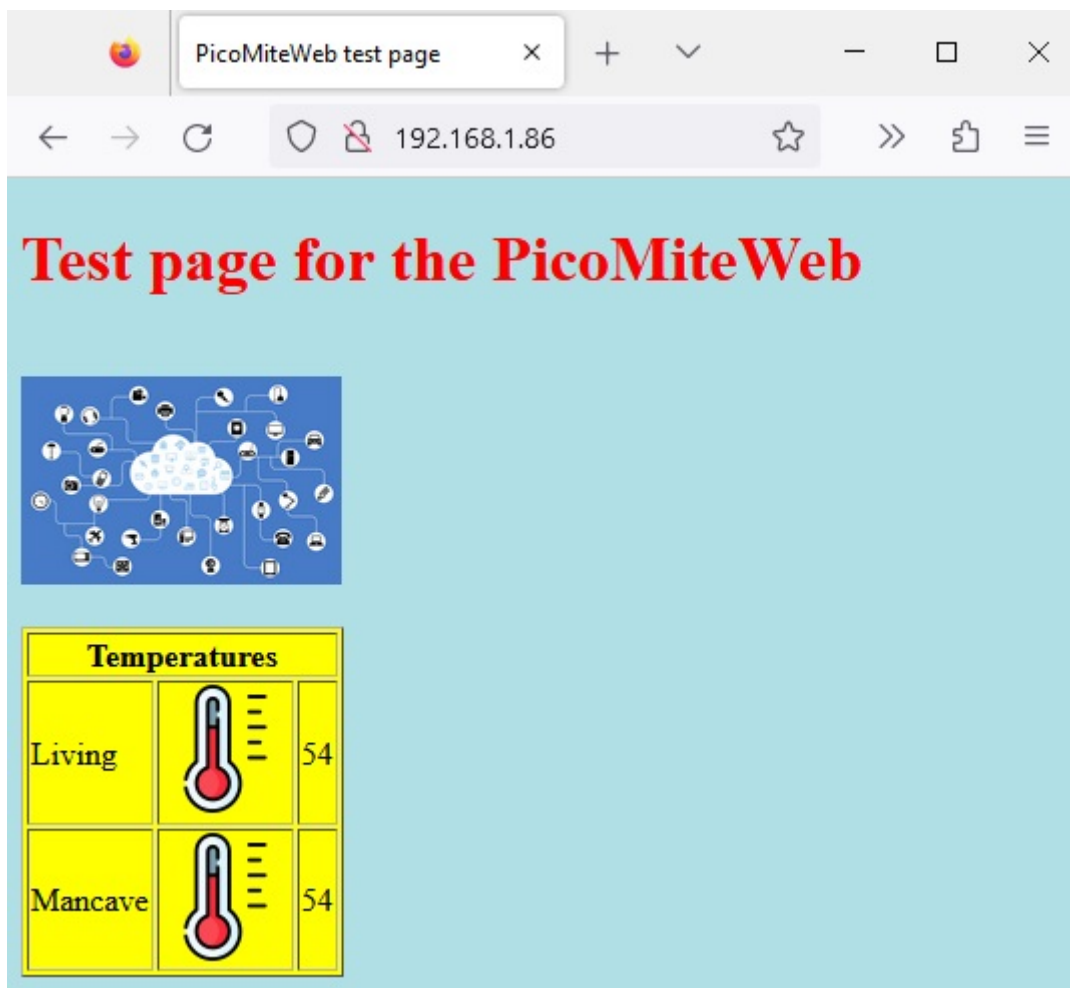 PicoMiteWeb test page
192.168.1.86
Test page for the PicoMiteWeb
Temperatures
Living 54
Mancave 54